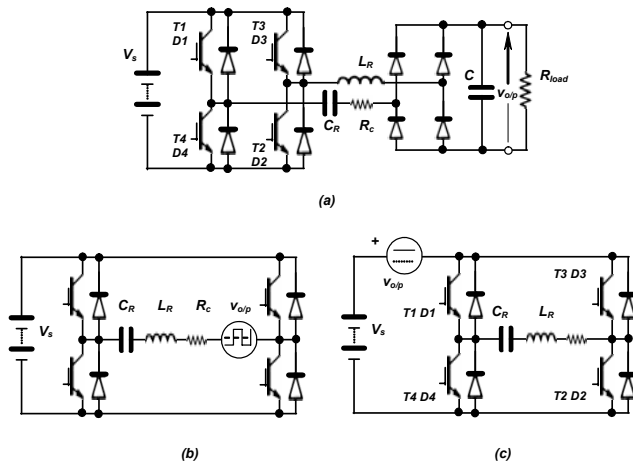 T1
D1
T3
D3
Vs
LR
C
vo/p
Rload
CR
Rc
T4
D4
T2
D2
(a)
CR
LR
Rc
vo/p
Vs
(b)
+
vo/p
T3 D3
T1 D1
CR
LR
Vs
T4 D4
T2 D2
(c)